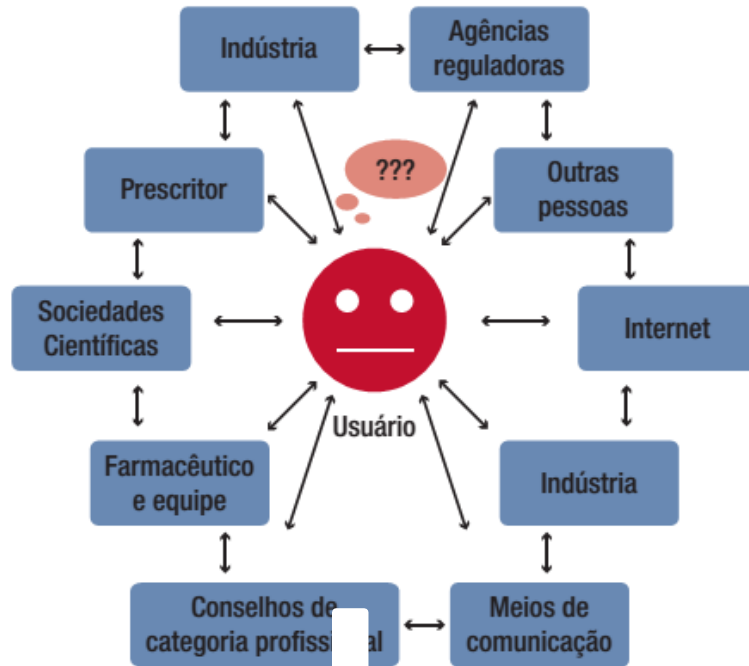 Indústria
Agências
reguladoras
???
Prescritor
Outras
pessoas
Sociedades
Científicas
Internet
Usuário
Farmacêutico
e equipe
Indústria
Conselhos de
categoria
Meios de
comunicação